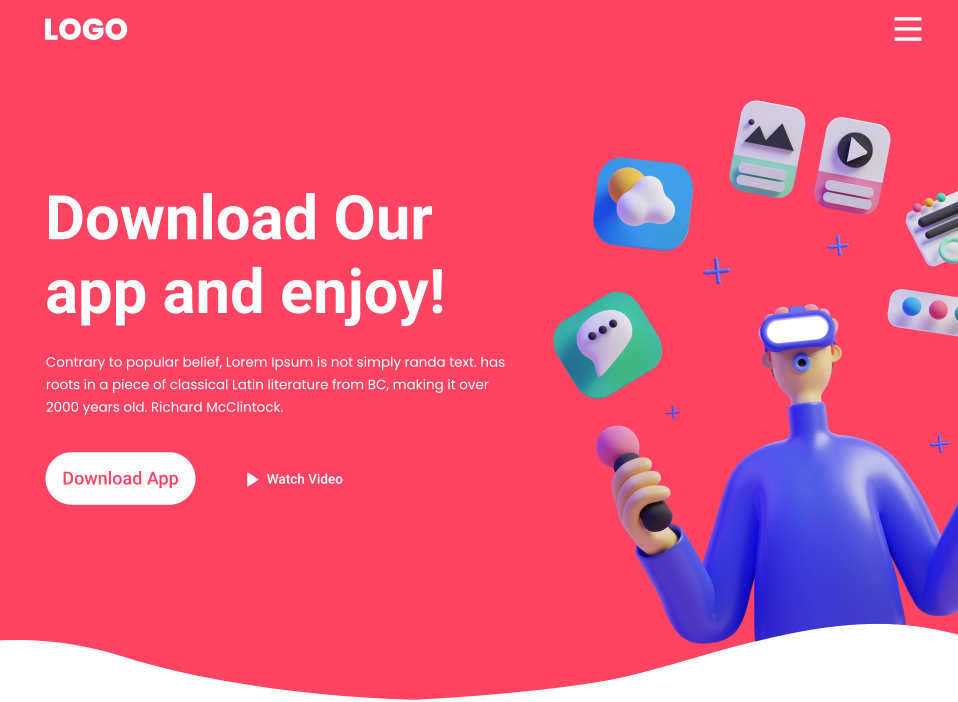 LOGO
Download Our
app and enjoy!
Contrary to popular belief, Lorem Ipsum is not simply randa text. has
roots in a piece of classical Latin literature from BC, making it over
2000 years old. Richard McClintock.
Download App
Watch Video